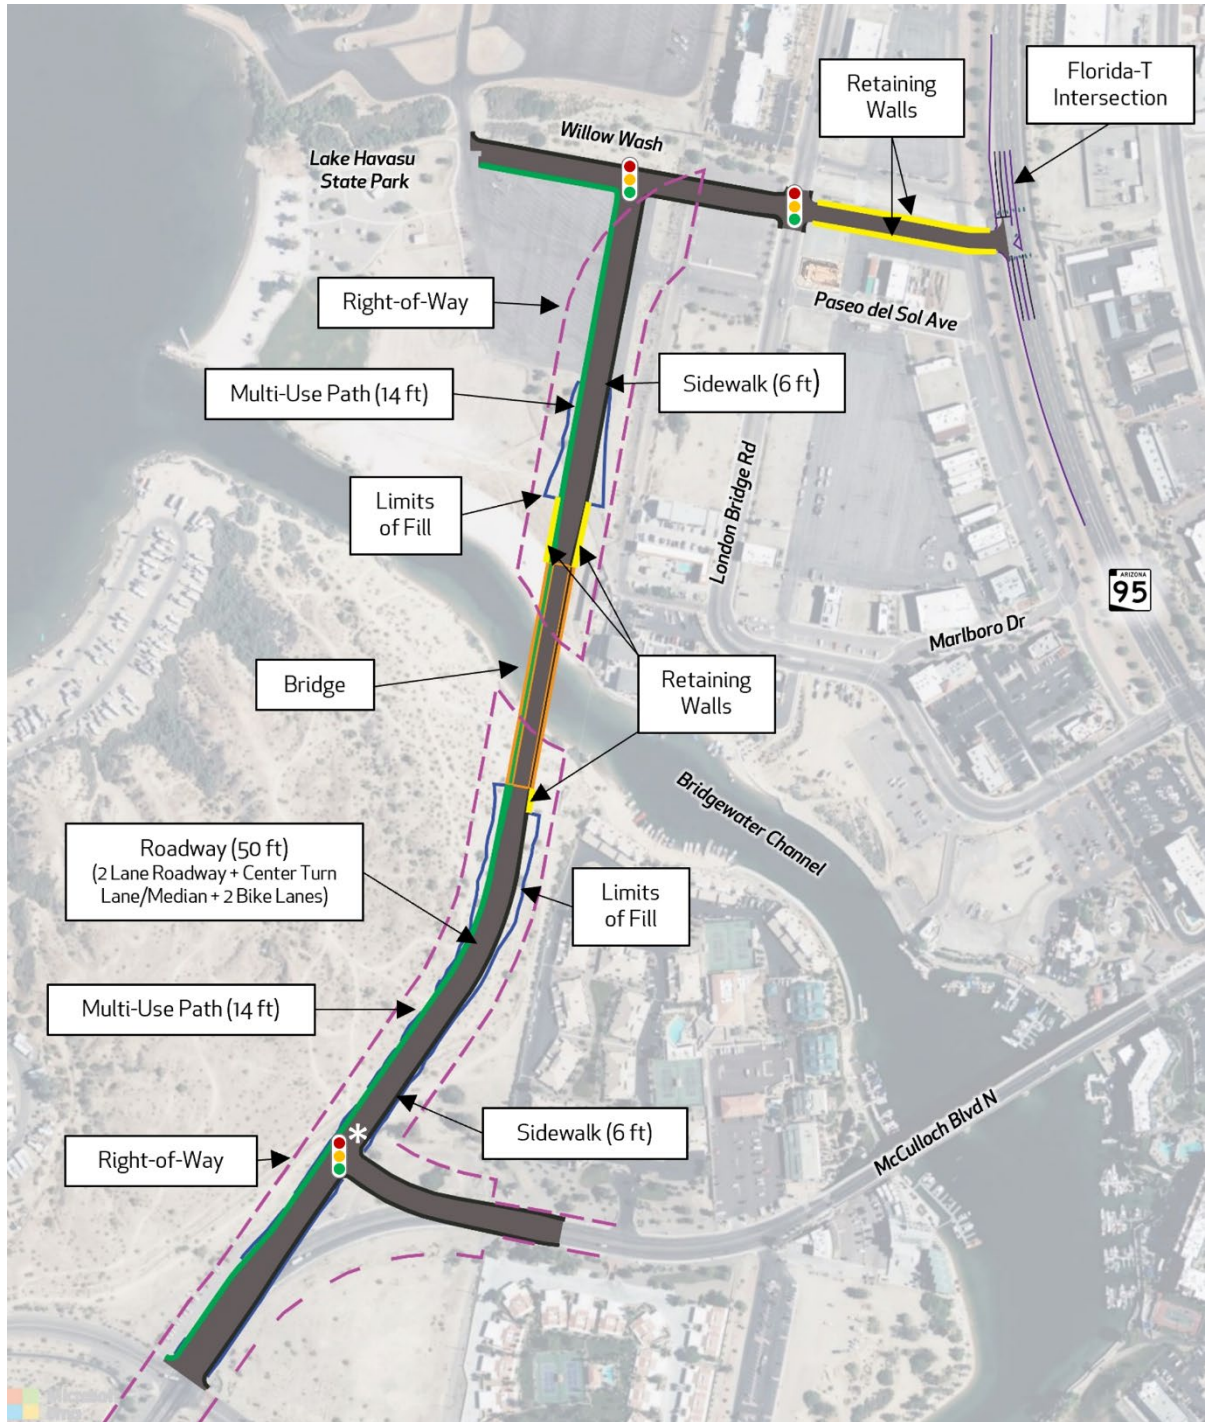 Retaining
Walls
Florida-T
Intersection
Willow Wash
Lake Havasu
State Park
Right-of-Way
Paseo del Sol Ave
Multi-Use Path (14 ft)
Sidewalk (6 ft)
London Bridge Rd
Limits
of Fill
ARIZONA
95
Marlboro Dr
Bridge
Retaining
Walls
Bridgewater Channel
Roadway (50 ft)
(2 Lane Roadway + Center Turn
Lane/Median + 2 Bike Lanes)
Limits
of Fill
Multi-Use Path (14 ft)
Sidewalk (6 ft)
McCulloch Blvd N
*
Right-of-Way